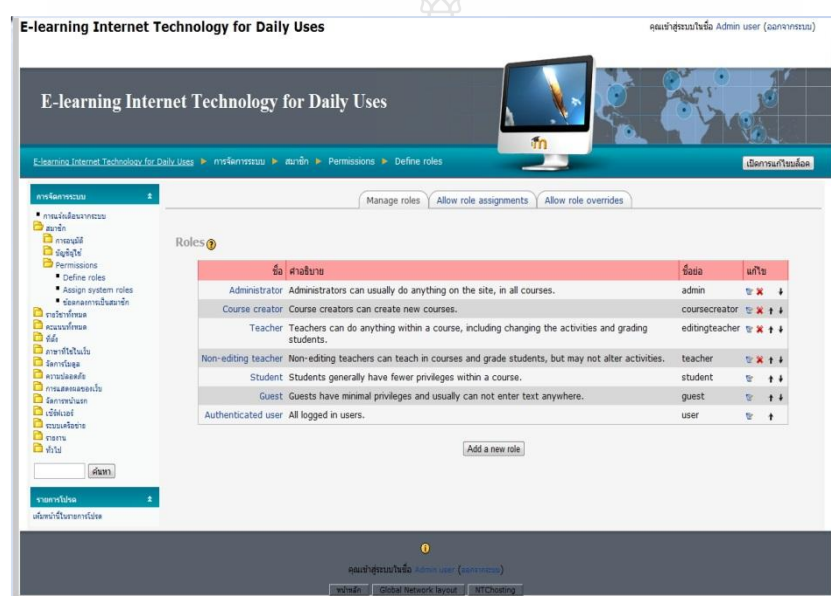 E-learning Internet Technology for Daily Uses
คุณเข้าสู่ระบบในชื่อ Admin user (ออกจากระบบ)
E-learning Internet Technology for Daily Uses
E-learning Internet Technology for Daily Uses ► การจัดการระบบ ► สมาชิก ► Permissions ► Define roles
เปิดการแก้ไขบล็อค
การจัดการระบบ
การแจ้งเตือนจากระบบ
สมาชิก
การอนุมัติ
บัญชีผู้ใช้
Permissions
Define roles
Assign system roles
ข้อตกลงการเป็นสมาชิก
รายวิชาทั้งหมด
คะแนนทั้งหมด
ที่ตั้ง
ภาษาที่ใช้ในเว็บ
จัดการโมดูล
ความปลอดภัย
การแสดงผลของเว็บ
จัดการหน้าแรก
เซิร์ฟเวอร์
ระบบเครือข่าย
รายงาน
ทั่วไป
ค้นหา
รายการโปรด
เพิ่มหน้านี้ในรายการโปรด
Manage roles Allow role assignments Allow role overrides
Roles
ชื่อ คำอธิบาย ชื่อย่อ แก้ไข
Administrator Administrators can usually do anything on the site, in all courses. admin
Course creator Course creators can create new courses. coursecreator
Teacher Teachers can do anything within a course, including changing the activities and grading editingteacher
students.
Non-editing teacher Non-editing teachers can teach in courses and grade students, but may not alter activities. teacher
Student Students generally have fewer privileges within a course. student
Guest Guests have minimal privileges and usually can not enter text anywhere. guest
Authenticated user All logged in users. user
Add a new role
คุณเข้าสู่ระบบในชื่อ Admin user (ออกจากระบบ)
หน้าหลัก Global Network layout NTChosting